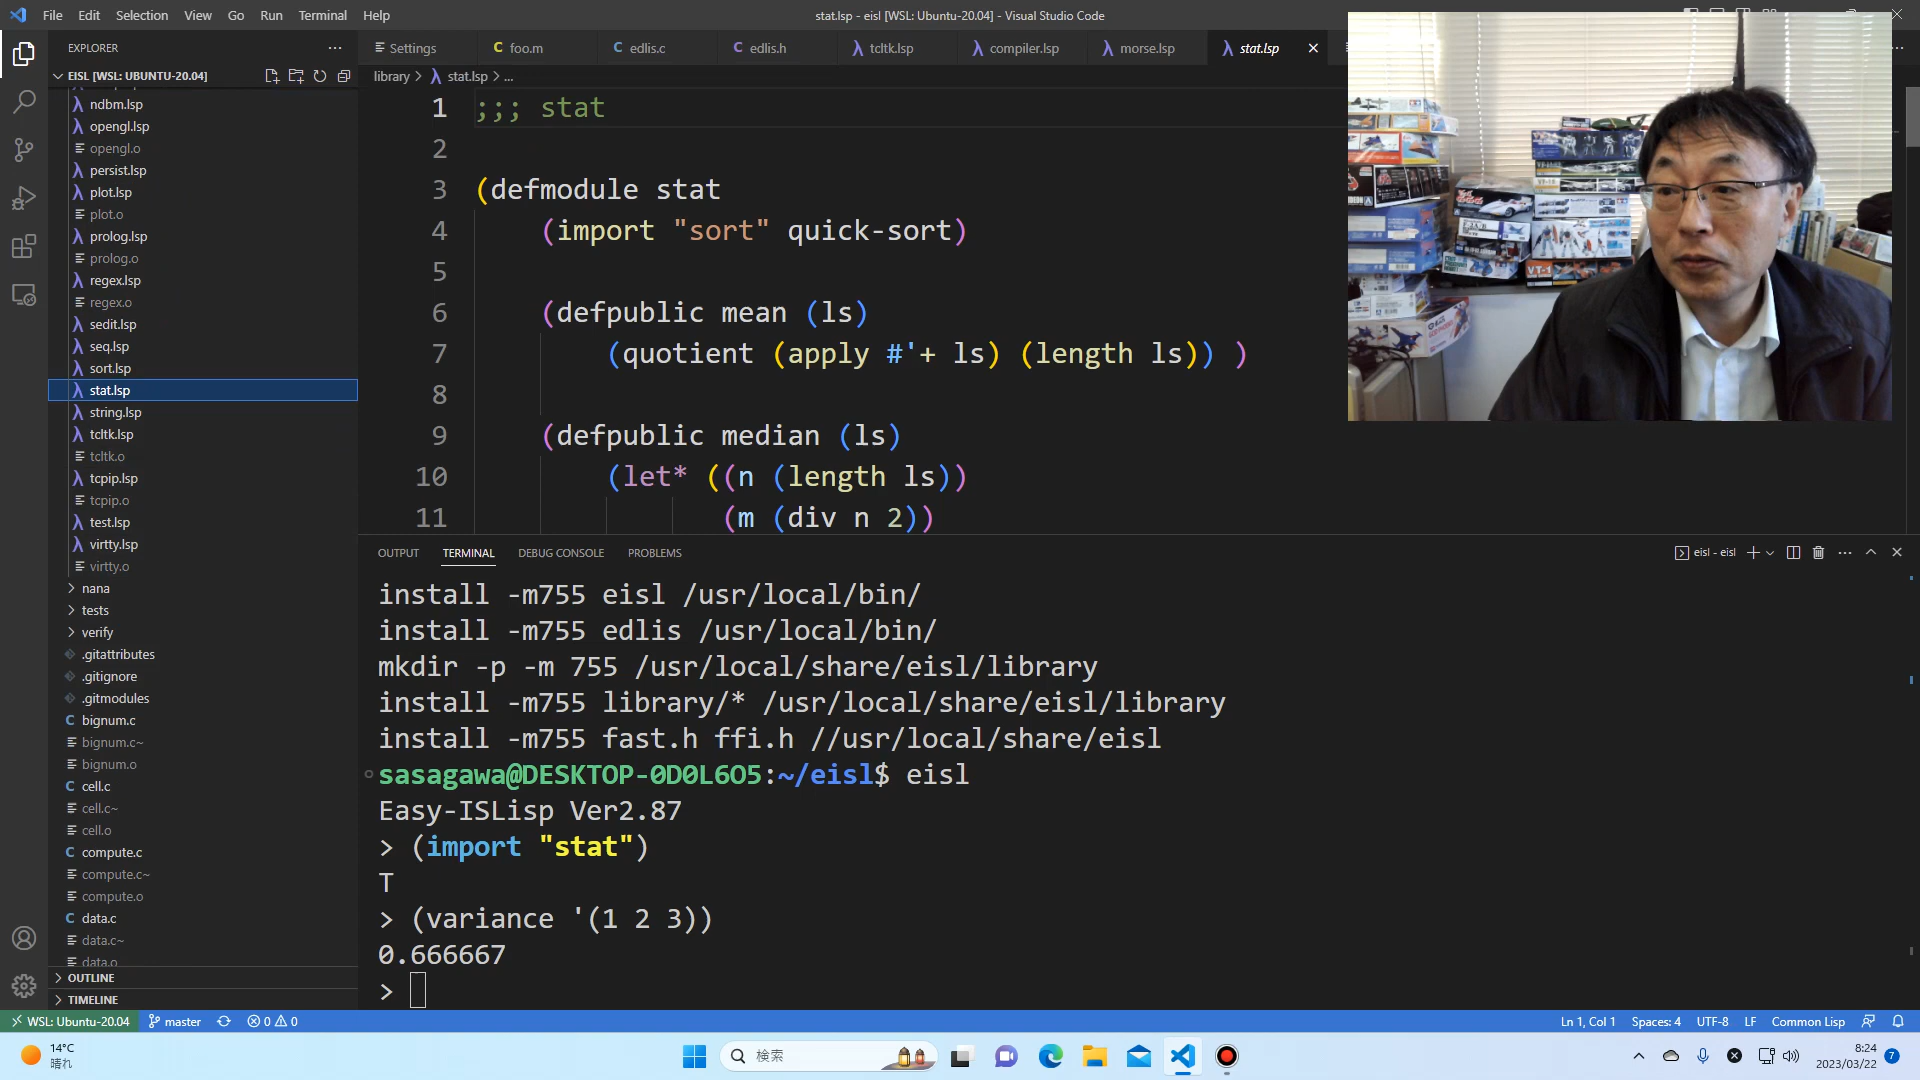 File Edit Selection View Go Run Terminal Help
stat.lsp - eisl [WSL: Ubuntu-20.04] - Visual Studio Code
EXPLORER
EISL [WSL: UBUNTU-20.04]
ndbm.lsp
opengl.lsp
opengl.o
persist.lsp
plot.lsp
plot.o
prolog.lsp
prolog.o
regex.lsp
regex.o
sedit.lsp
seq.lsp
sort.lsp
stat.lsp
string.lsp
tcltk.lsp
tcltk.o
tcpip.lsp
tcpip.o
test.lsp
virtty.lsp
virtty.o
nana
tests
verify
.gitattributes
.gitignore
.gitmodules
bignum.c
bignum.c~
bignum.o
cell.c
cell.c~
cell.o
compute.c
compute.c~
compute.o
data.c
data.c~
data.o
OUTLINE
TIMELINE
Settings foo.m edlis.c edlis.h tcltk.lsp compiler.lsp morse.lsp stat.lsp
library > stat.lsp > ...
1 ;;; stat
2
3 (defmodule stat
4 (import "sort" quick-sort)
5
6 (defpublic mean (ls)
7 (quotient (apply #'+ ls) (length ls)) )
8
9 (defpublic median (ls)
10 (let* ((n (length ls))
11 (m (div n 2))
OUTPUT TERMINAL DEBUG CONSOLE PROBLEMS
eisl - eisl
install -m755 eisl /usr/local/bin/
install -m755 edlis /usr/local/bin/
mkdir -p -m 755 /usr/local/share/eisl/library
install -m755 library/* /usr/local/share/eisl/library
install -m755 fast.h ffi.h //usr/local/share/eisl
sasagawa@DESKTOP-0D0L6O5:~/eisl$ eisl
Easy-ISLisp Ver2.87
> (import "stat")
T
> (variance '(1 2 3))
0.666667
>
WSL: Ubuntu-20.04 master 0 0
Ln 1, Col 1 Spaces: 4 UTF-8 LF Common Lisp
14°C
晴れ
検索
8:24
2023/03/22
7
VT-1